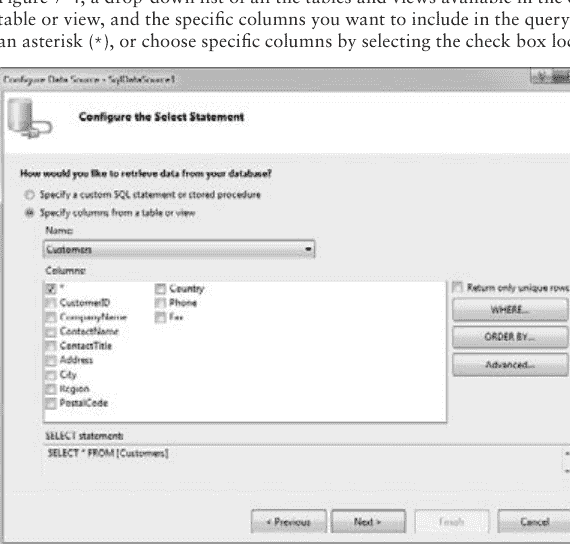 table or view, and the specific columns you want to include in the query
an asterisk (*), or choose specific columns by selecting the check box loc
Configure Data Source - SqlDataSource1
Configure the Select Statement
How would you like to retrieve data from your database?
Specify a custom SQL statement or stored procedure
Specify columns from a table or view
Name:
Customers
Columns:
Return only unique rows
*
Country
CustomerID
Phone
WHERE...
CompanyName
Fax
ContactName
ORDER BY...
ContactTitle
Address
Advanced...
City
Region
PostalCode
SELECT statement:
SELECT * FROM [Customers]
< Previous
Next >
Finish
Cancel